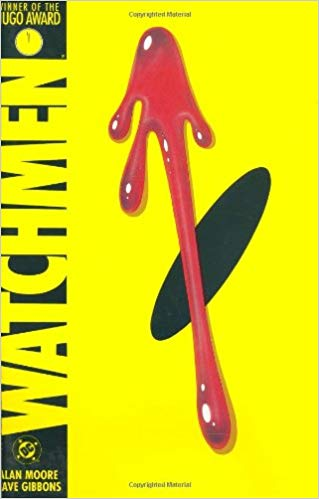 WINNER OF THE
HUGO AWARD
WATCHMEN
DC
ALAN MOORE
DAVE GIBBONS